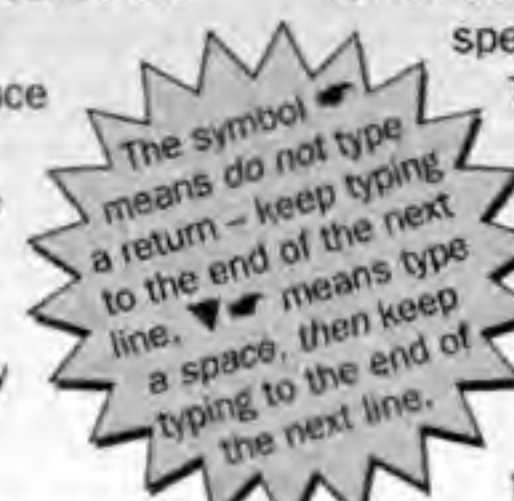 The symbol ☛
means do not type
a return – keep typing
to the end of the next
line. ▼☛ means type
a space, then keep
typing to the end of
the next line.